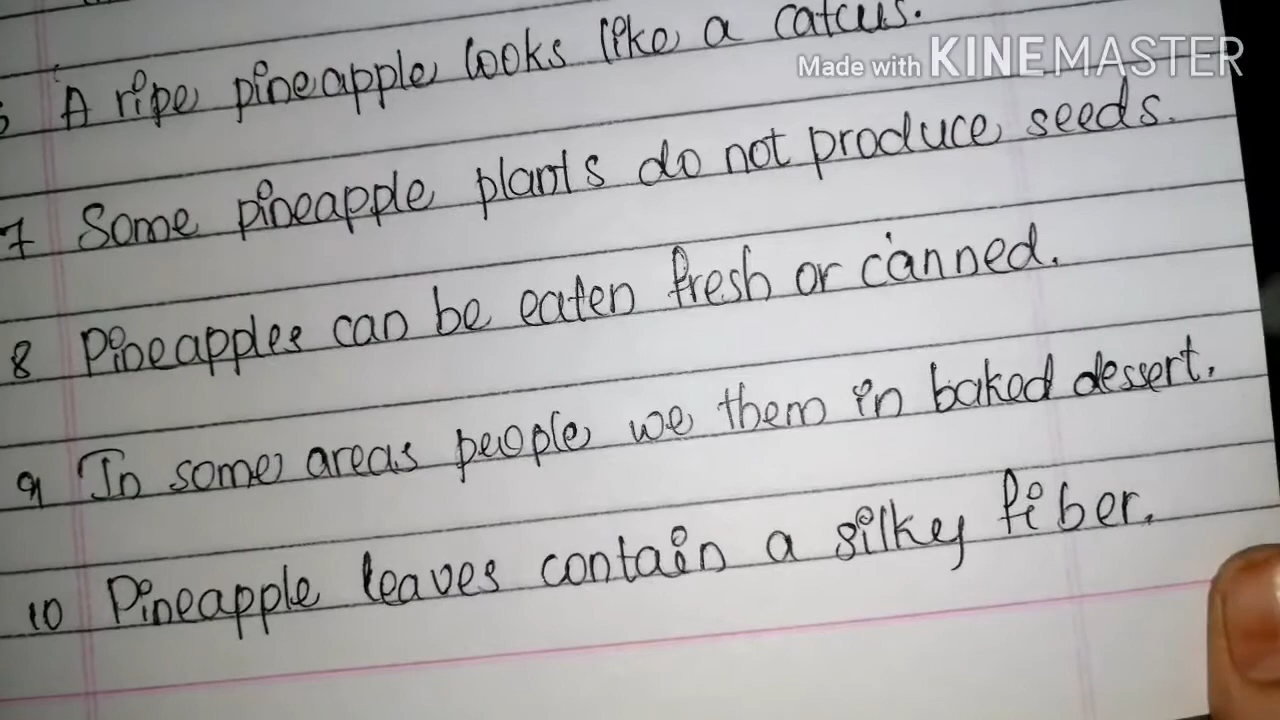 A ripe pineapple looks like a catcus.
Made with KINEMASTER
7 Some pineapple plants do not produce seeds.
8 Pineapples can be eaten fresh or canned.
9 In some areas people we them in baked dessert.
10 Pineapple leaves contain a silky fiber.